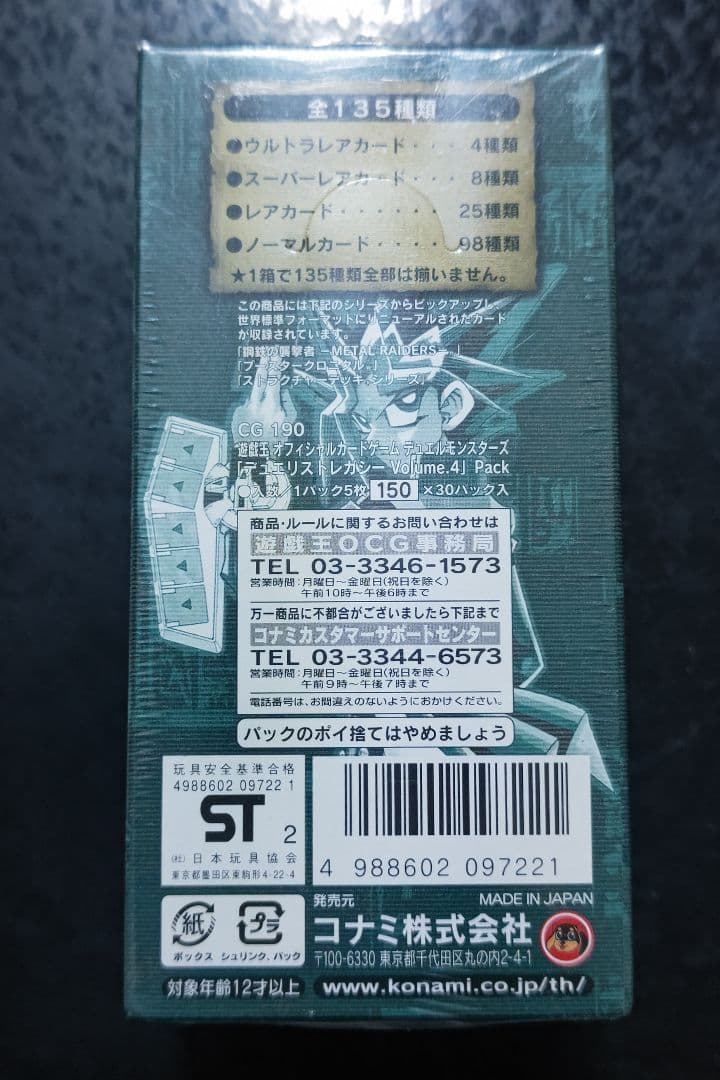 全135種類
●ウルトラレアカード・・・ 4種類
●スーパーレアカード・・・ 8種類
●レアカード・・・・・・ 25種類
●ノーマルカード・・・・ 98種類
★1箱で135種類全部は揃いません。
この商品には下記のシリーズからピックアップし、
世界標準フォーマットにリニューアルされたカード
が収録されています。
「鋼鉄の襲撃者 −METAL RAIDERS−」
「ブースタークロニクル」
「ストラクチャーデッキ・シリーズ」
CG 190
遊戯王 オフィシャルカードゲーム デュエルモンスターズ
「デュエリストレガシー Volume.4」Pack
○入数/1パック5枚 150 ×30パック入
商品・ルールに関するお問い合わせは
遊戯王OCG事務局
TEL 03-3346-1573
営業時間:月曜日〜金曜日(祝日を除く)
午前10時〜午後6時まで
万一商品に不都合がございましたら下記まで
コナミカスタマーサポートセンター
TEL 03-3344-6573
営業時間:月曜日〜金曜日(祝日を除く)
午前9時〜午後7時まで
電話番号は、お間違えのないようにおかけください。
パックのポイ捨てはやめましょう
玩具安全基準合格
4988602 09722 1
ST 2
(社)日本玩具協会
東京都墨田区東駒形4-22-4
4 988602 097221
紙
ボックス
プラ
シュリンク、パック
対象年齢12才以上
発売元
MADE IN JAPAN
コナミ株式会社
〒100-6330 東京都千代田区丸の内2-4-1
www.konami.co.jp/th/